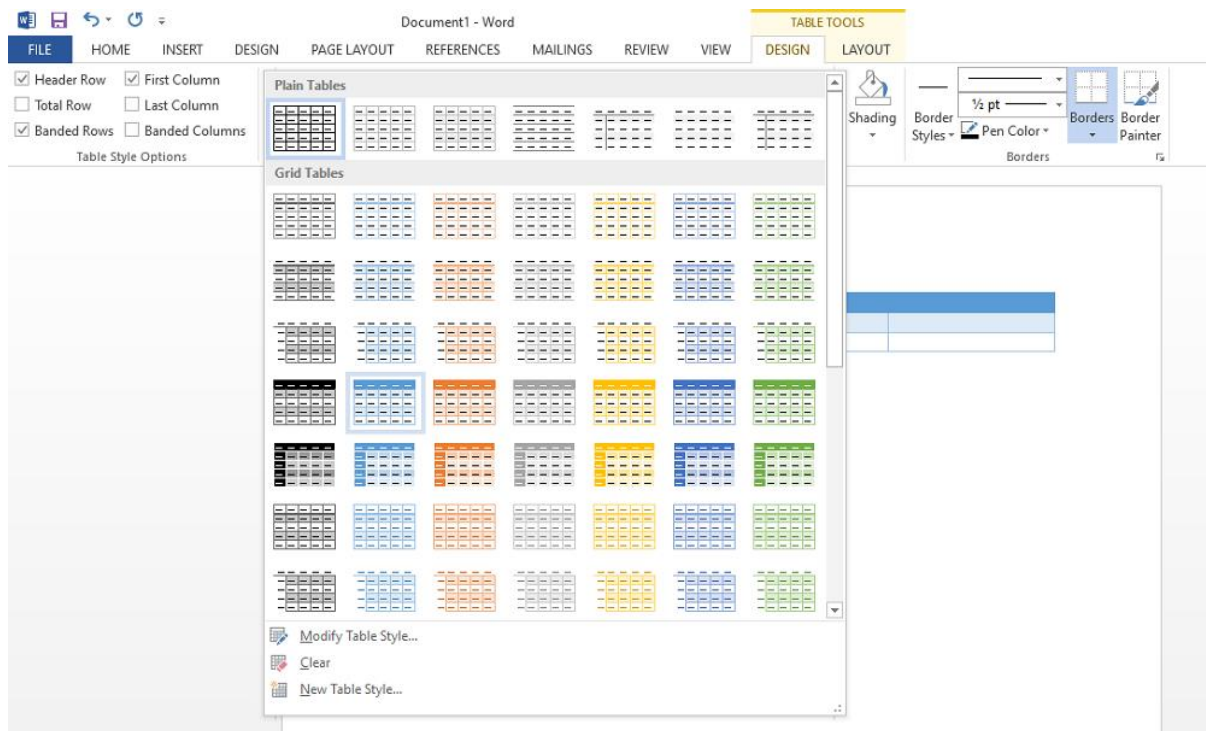 Document1 - Word
TABLE TOOLS
FILE HOME INSERT DESIGN PAGE LAYOUT REFERENCES MAILINGS REVIEW VIEW DESIGN LAYOUT
Header Row First Column
Total Row Last Column
Banded Rows Banded Columns
Table Style Options
Plain Tables
Grid Tables
Modify Table Style...
Clear
New Table Style...
Shading
Border Styles
½ pt
Pen Color
Borders
Border Painter
Borders